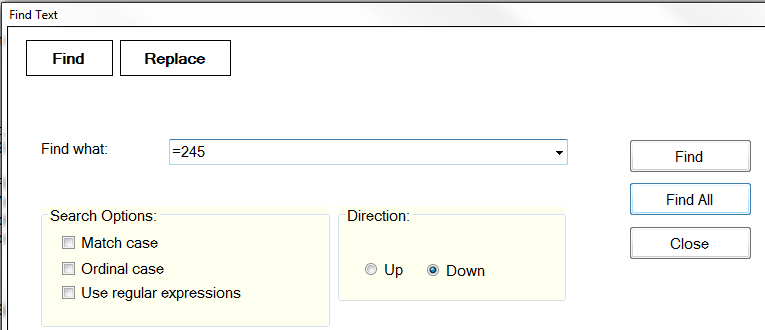 Find Text
Find Replace
Find what: =245
Find
Find All
Close
Search Options:
Match case
Ordinal case
Use regular expressions
Direction:
Up Down